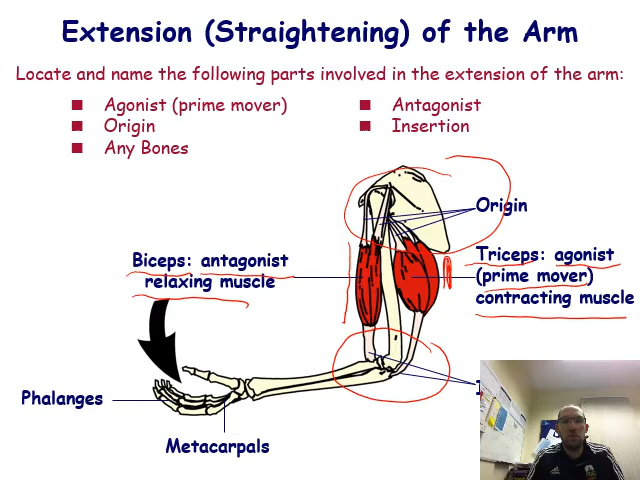 Extension (Straightening) of the Arm
Locate and name the following parts involved in the extension of the arm:
Agonist (prime mover)
Origin
Any Bones
Antagonist
Insertion
Origin
Biceps: antagonist
relaxing muscle
Triceps: agonist
(prime mover)
contracting muscle
Phalanges
Metacarpals